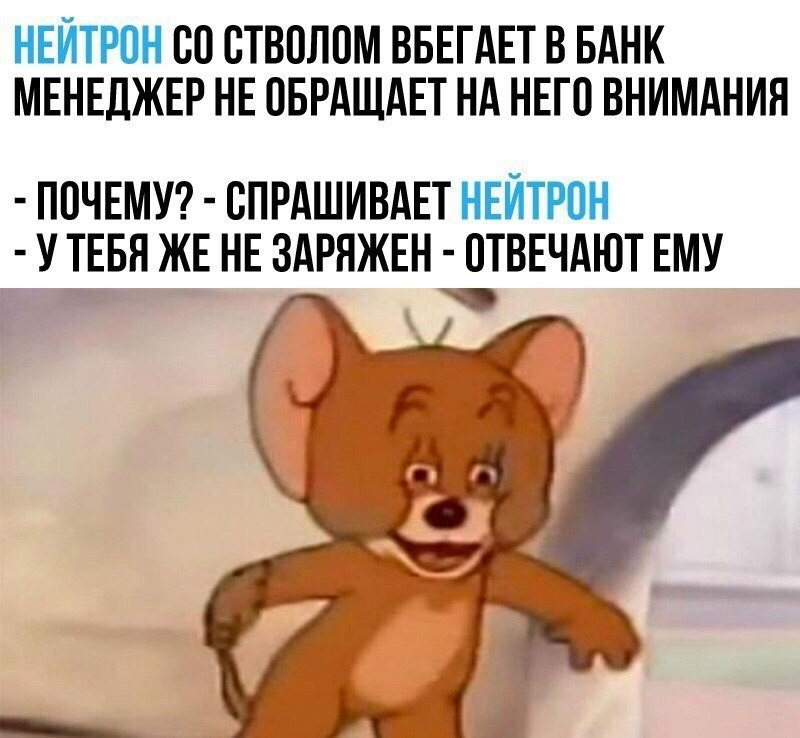 НЕЙТРОН СО СТВОЛОМ ВБЕГАЕТ В БАНК
МЕНЕДЖЕР НЕ ОБРАЩАЕТ НА НЕГО ВНИМАНИЯ
- ПОЧЕМУ? - СПРАШИВАЕТ НЕЙТРОН
- У ТЕБЯ ЖЕ НЕ ЗАРЯЖЕН - ОТВЕЧАЮТ ЕМУ